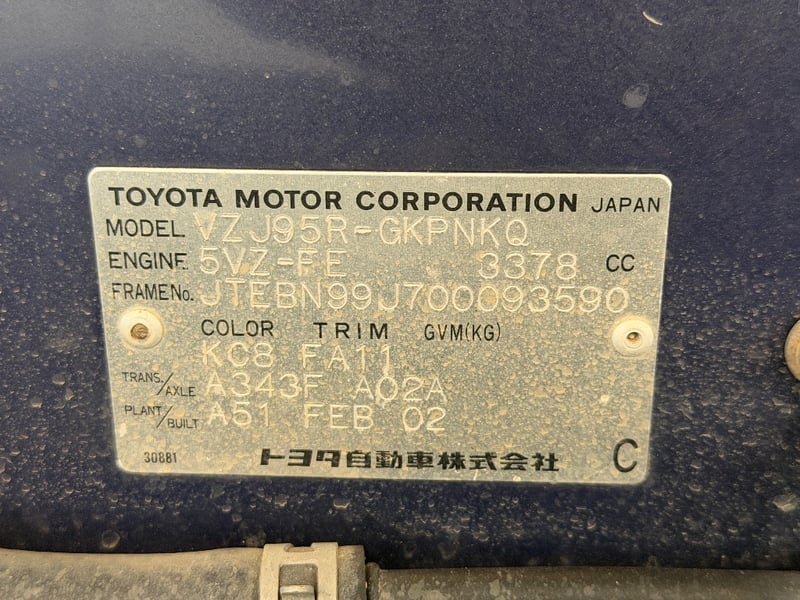 TOYOTA MOTOR CORPORATION JAPAN
MODEL VZJ95R-GKPNKQ
ENGINE 5VZ-FE 3378 CC
FRAME No. JTEBN99J700093590
COLOR TRIM GVM(KG)
KC8 FA11
TRANS./AXLE A343F A02A
PLANT/BUILT A51 FEB 02
30881 トヨタ自動車株式会社 C